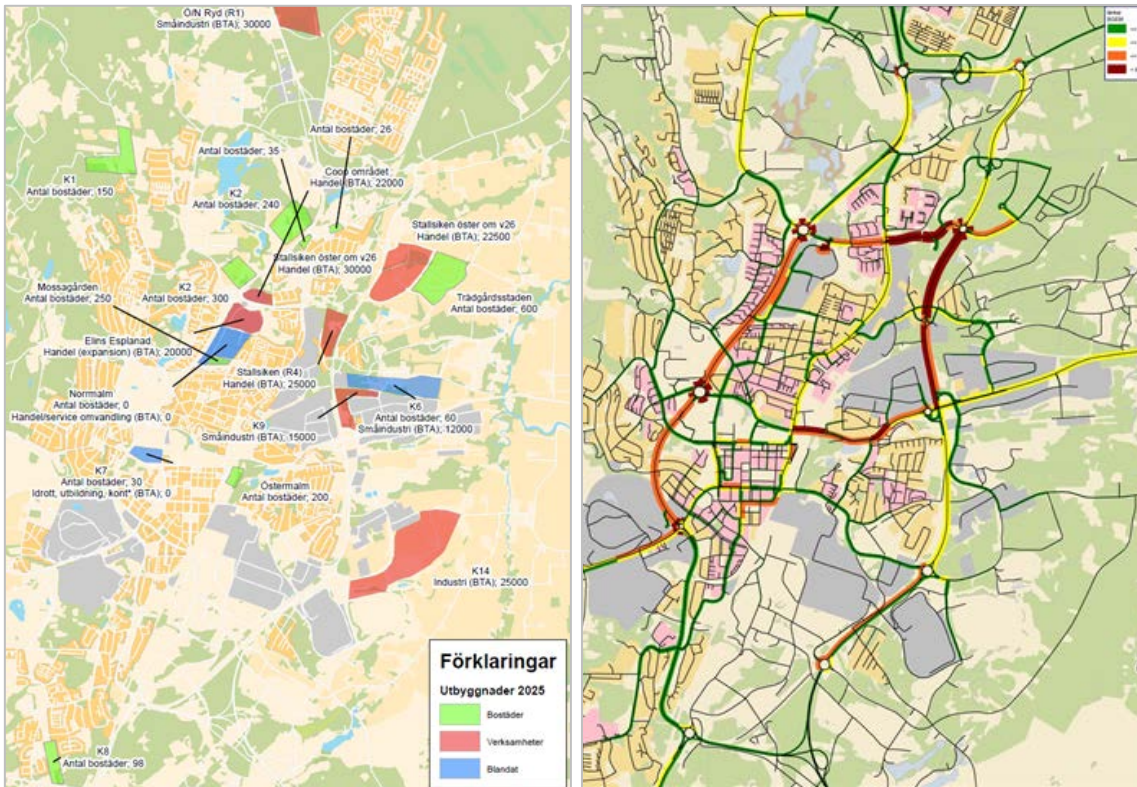 Ö/N Ryd (R1)
Småindustri (BTA); 30000
Antal bostäder; 26
Antal bostäder; 35
Coop området
Handel (BTA); 22000
K1
Antal bostäder; 150
K2
Antal bostäder; 240
Stallsiken öster om v26
Handel (BTA); 22500
Stallsiken öster om v26
Handel (BTA); 30000
Mossagården
Antal bostäder; 250
K2
Antal bostäder; 300
Trädgårdsstaden
Antal bostäder; 600
Elins Esplanad
Handel (expansion) (BTA); 20000
Stallsiken (R4)
Handel (BTA); 25000
Norrmalm
Antal bostäder; 0
Handel/service omvandling (BTA); 0
K6
Antal bostäder; 60
Småindustri (BTA); 12000
K9
Småindustri (BTA); 15000
K7
Antal bostäder; 30
Idrott, utbildning, kont* (BTA); 0
Östermalm
Antal bostäder; 200
K14
Industri (BTA); 25000
K8
Antal bostäder; 98
Förklaringar
Utbyggnader 2025
Bostäder
Verksamheter
Blandat